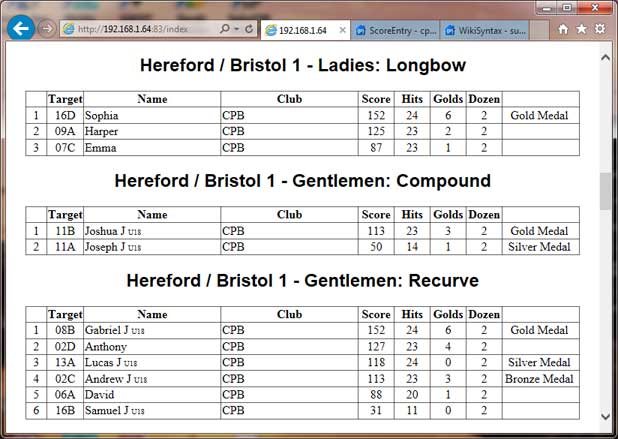 http://192.168.1.64:83/index
192.168.1.64
ScoreEntry - cp...
WikiSyntax - su...
Hereford / Bristol 1 - Ladies: Longbow
Target Name Club Score Hits Golds Dozen
1 16D Sophia CPB 152 24 6 2 Gold Medal
2 09A Harper CPB 125 23 2 2
3 07C Emma CPB 87 23 1 2
Hereford / Bristol 1 - Gentlemen: Compound
Target Name Club Score Hits Golds Dozen
1 11B Joshua J U18 CPB 113 23 3 2 Gold Medal
2 11A Joseph J U18 CPB 50 14 1 2 Silver Medal
Hereford / Bristol 1 - Gentlemen: Recurve
Target Name Club Score Hits Golds Dozen
1 08B Gabriel J U18 CPB 152 24 6 2 Gold Medal
2 02D Anthony CPB 127 23 4 2
3 13A Lucas J U18 CPB 118 24 0 2 Silver Medal
4 02C Andrew J U18 CPB 113 23 3 2 Bronze Medal
5 06A David CPB 88 20 1 2
6 16B Samuel J U18 CPB 31 11 0 2